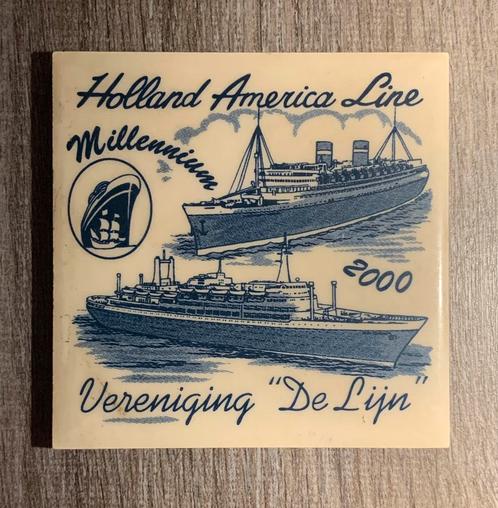 Holland America Line
Millennium
2000
Vereniging "De Lijn"